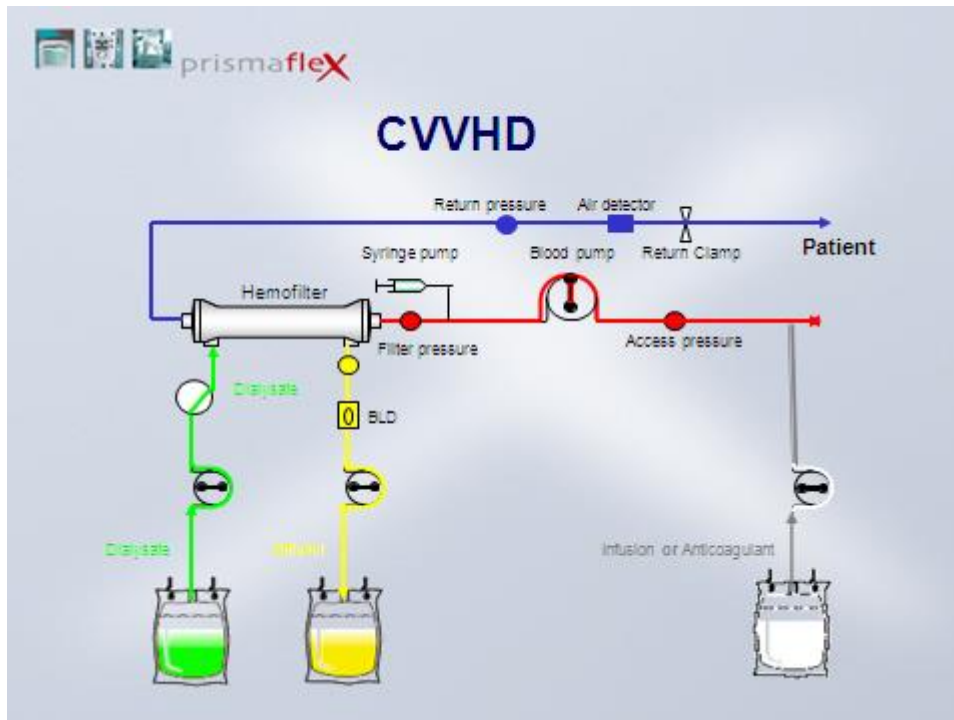 prismaflex
CVVHD
Return pressure
Air detector
Syringe pump
Blood pump
Return Clamp
Patient
Hemofilter
Filter pressure
Access pressure
Dialysate
BLD
Dialysate
Effluent
Infusion or Anticoagulant